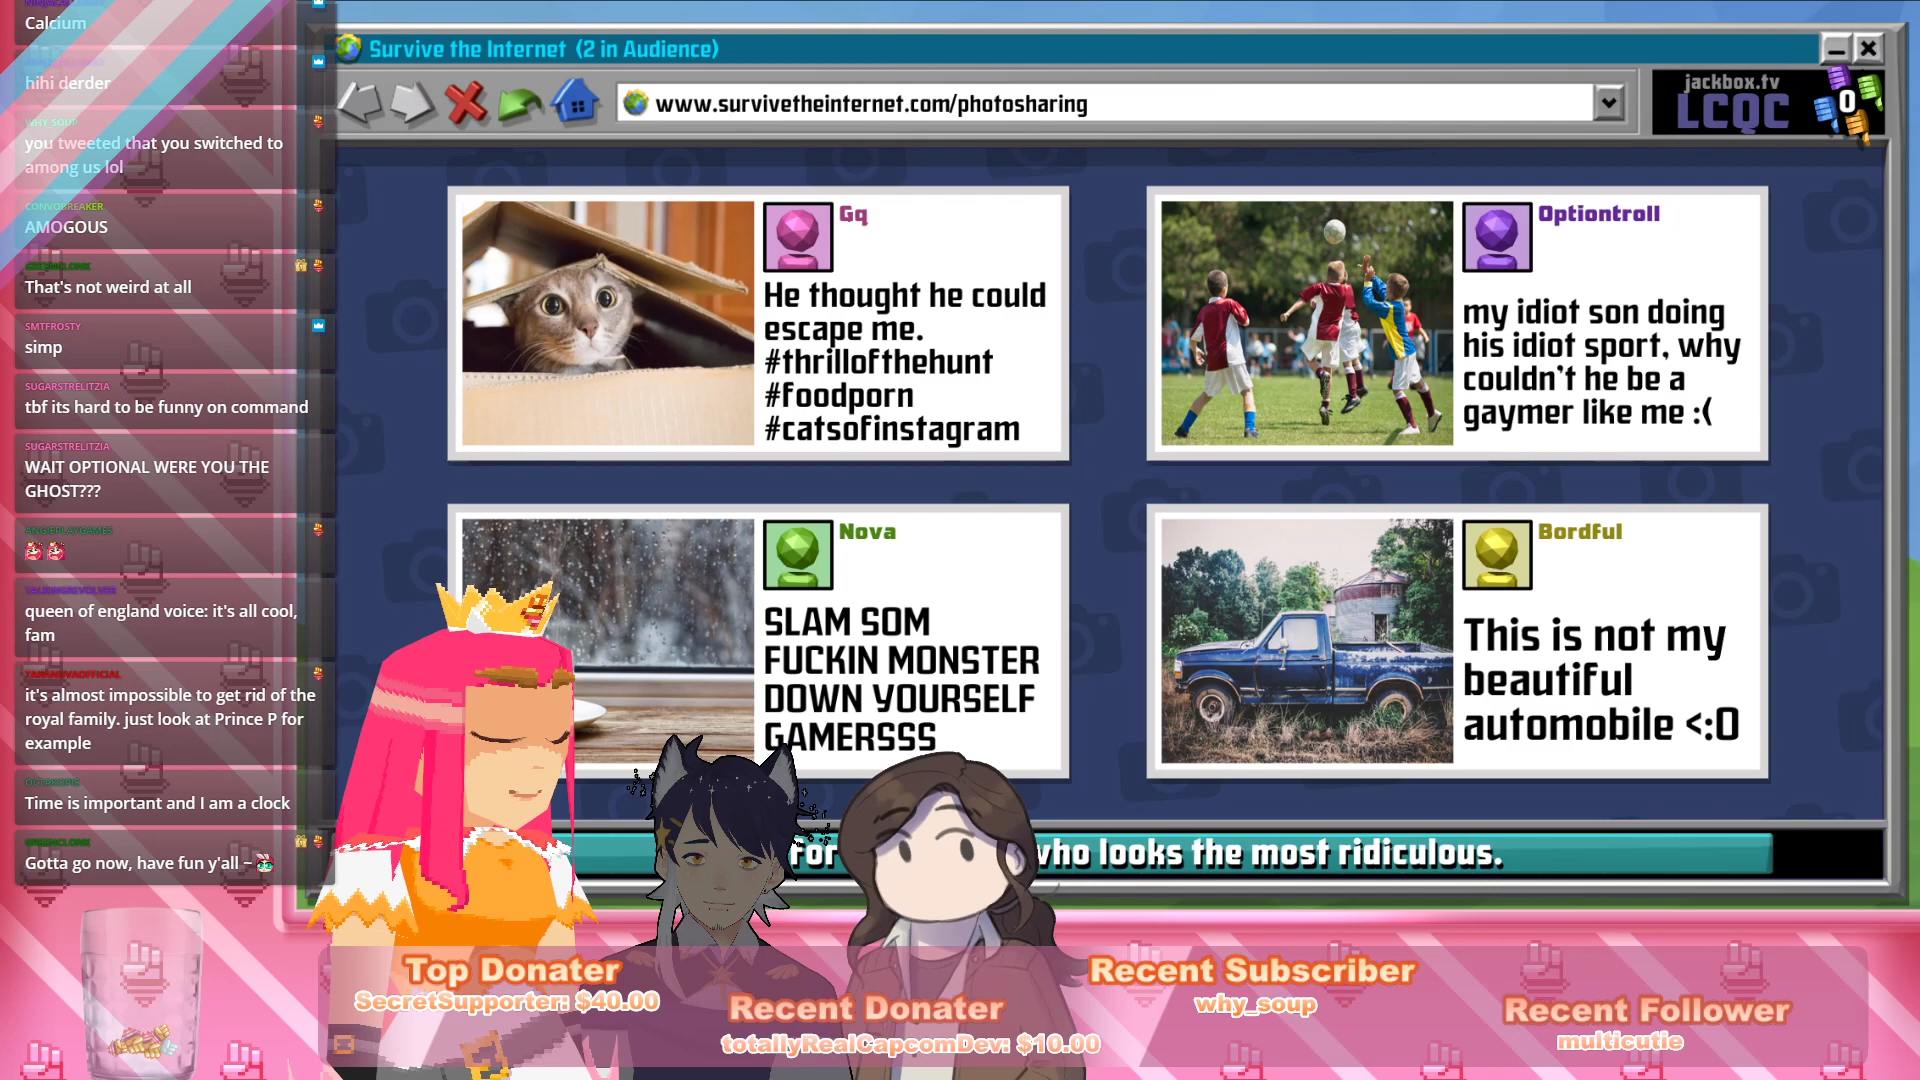 Calcium
hihi derder
WHY SOUP
you tweeted that you switched to
among us lol
CONVOBREAKER
AMOGOUS
That's not weird at all
SMTFROSTY
simp
SUGARSTRELITZIA
tbf its hard to be funny on command
SUGARSTRELITZIA
WAIT OPTIONAL WERE YOU THE
GHOST???
ANGIEPLAYGAMES
queen of england voice: it's all cool,
fam
it's almost impossible to get rid of the
royal family. just look at Prince P for
example
Time is important and I am a clock
Gotta go now, have fun y'all ~
Survive the Internet (2 in Audience)
www.survivetheinternet.com/photosharing
jackbox.tv
LCQC
0
Gq
He thought he could
escape me.
#thrillofthehunt
#foodporn
#catsofinstagram
Optiontroll
my idiot son doing
his idiot sport, why
couldn't he be a
gaymer like me :(
Nova
SLAM SOM
FUCKIN MONSTER
DOWN YOURSELF
GAMERSSS
Bordful
This is not my
beautiful
automobile <:O
for who looks the most ridiculous.
Top Donater
SecretSupporter: $40.00
Recent Donater
totallyRealCapcomDev: $10.00
Recent Subscriber
why_soup
Recent Follower
multicutie